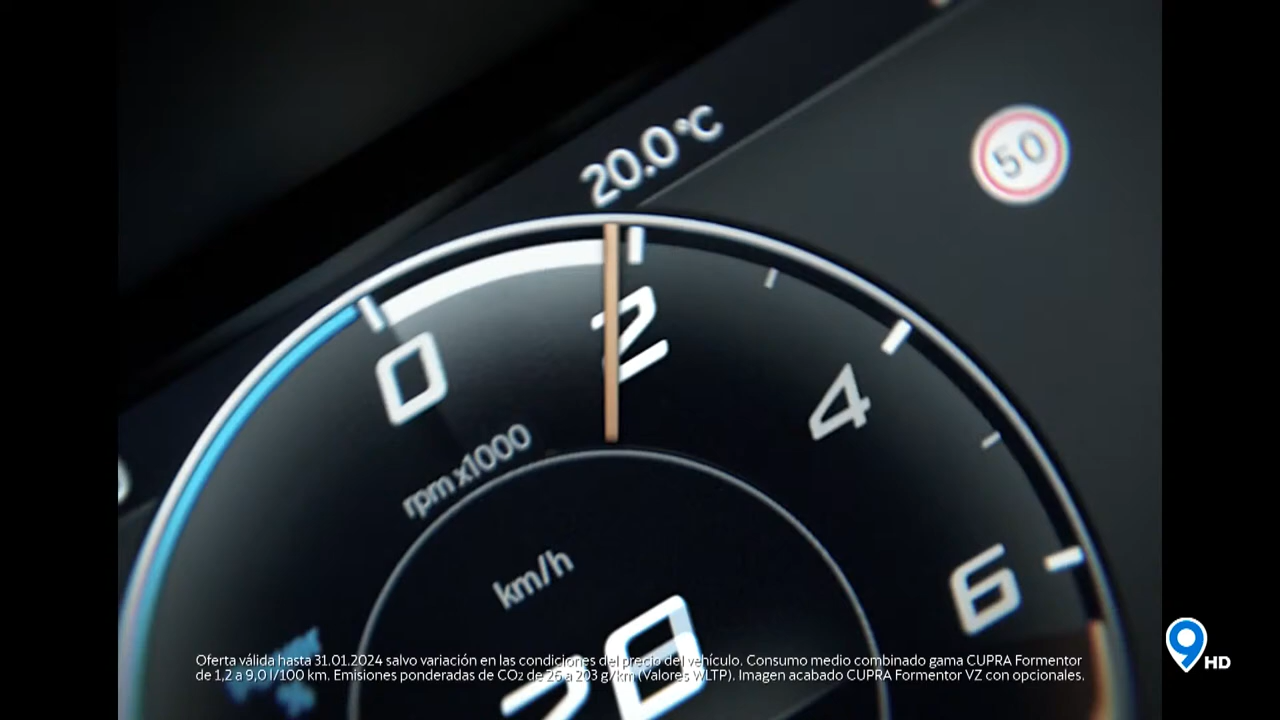 20.0°C
50
0
2
4
rpm x1000
km/h
6
Oferta válida hasta 31.01.2024 salvo variación en las condiciones del precio del vehículo. Consumo medio combinado gama CUPRA Formentor
de 1,2 a 9,0 l/100 km. Emisiones ponderadas de CO₂ de 26 a 203 g/km (Valores WLTP). Imagen acabado CUPRA Formentor VZ con opcionales.
9 HD